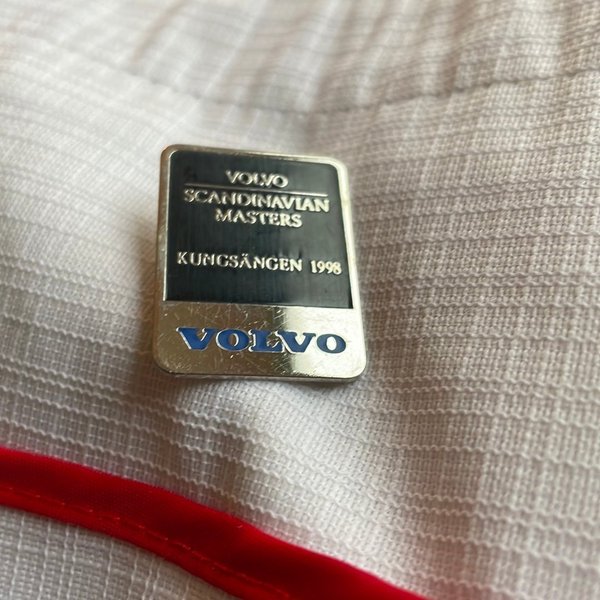 VOLVO
SCANDINAVIAN
MASTERS
KUNGSÄNGEN 1998
VOLVO